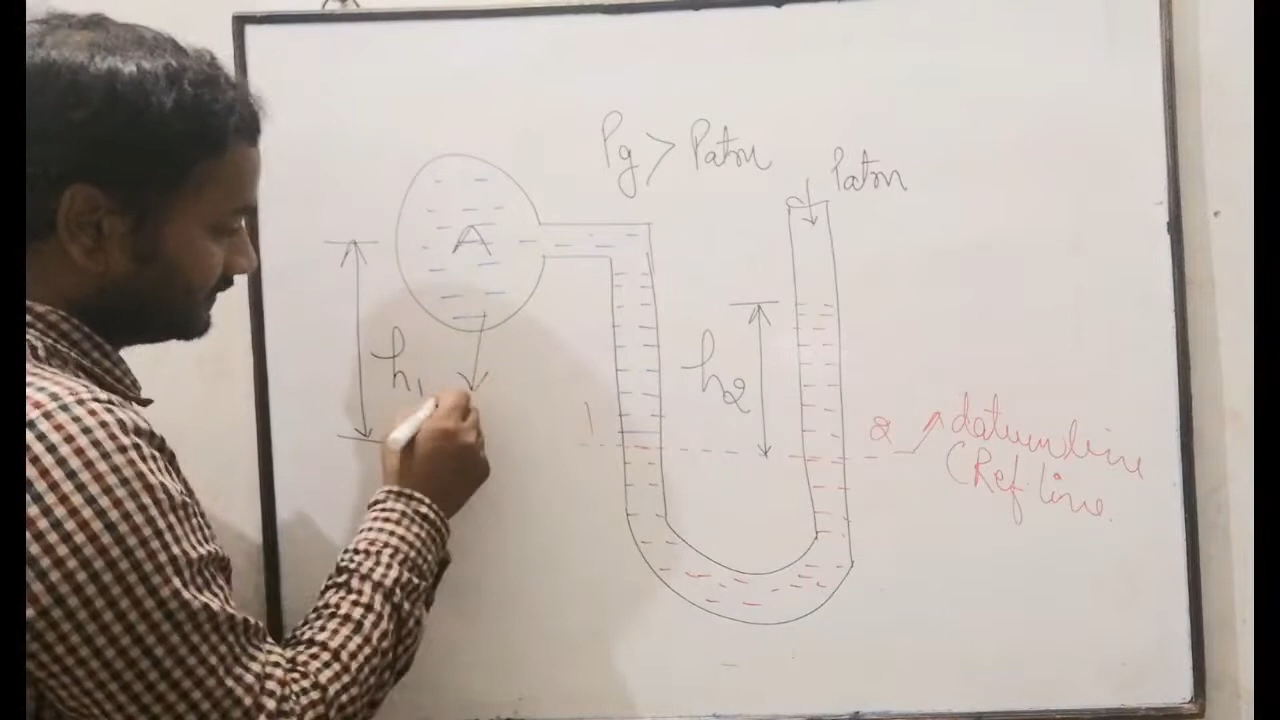 Pg > Patm
Patm
A
h1
h2
1
2
datum line
(Ref. line.